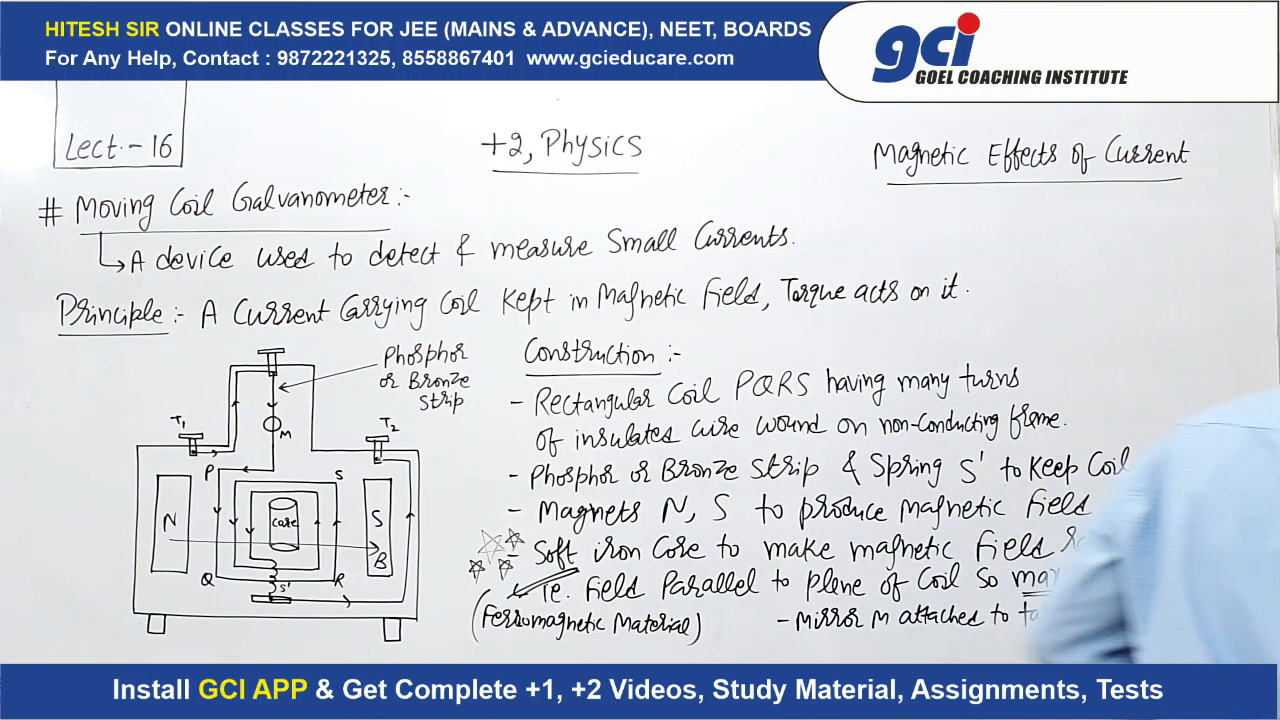 HITESH SIR ONLINE CLASSES FOR JEE (MAINS & ADVANCE), NEET, BOARDS
For Any Help, Contact : 9872221325, 8558867401 www.gcieducare.com
gci
GOEL COACHING INSTITUTE
Lect. - 16
+2, Physics
Magnetic Effects of Current
# Moving Coil Galvanometer :-
A device used to detect & measure Small Currents.
Principle :- A Current Carrying Coil Kept in Magnetic Field, Torque acts on it.
Phosphor
or Bronze
Strip
T1
M
T2
P
S
N
core
S
B
Q
S'
R
Construction :-
- Rectangular Coil PQRS having many turns
of insulates wire wound on non-conducting frame.
- Phosphor or Bronze Strip & Spring S' to Keep Coil
- Magnets N, S to produce magnetic field
- Soft iron Core to make magnetic field
ie. Field Parallel to plene of Coil so
(Ferromagnetic Material)
- Mirror M attached to
Install GCI APP & Get Complete +1, +2 Videos, Study Material, Assignments, Tests